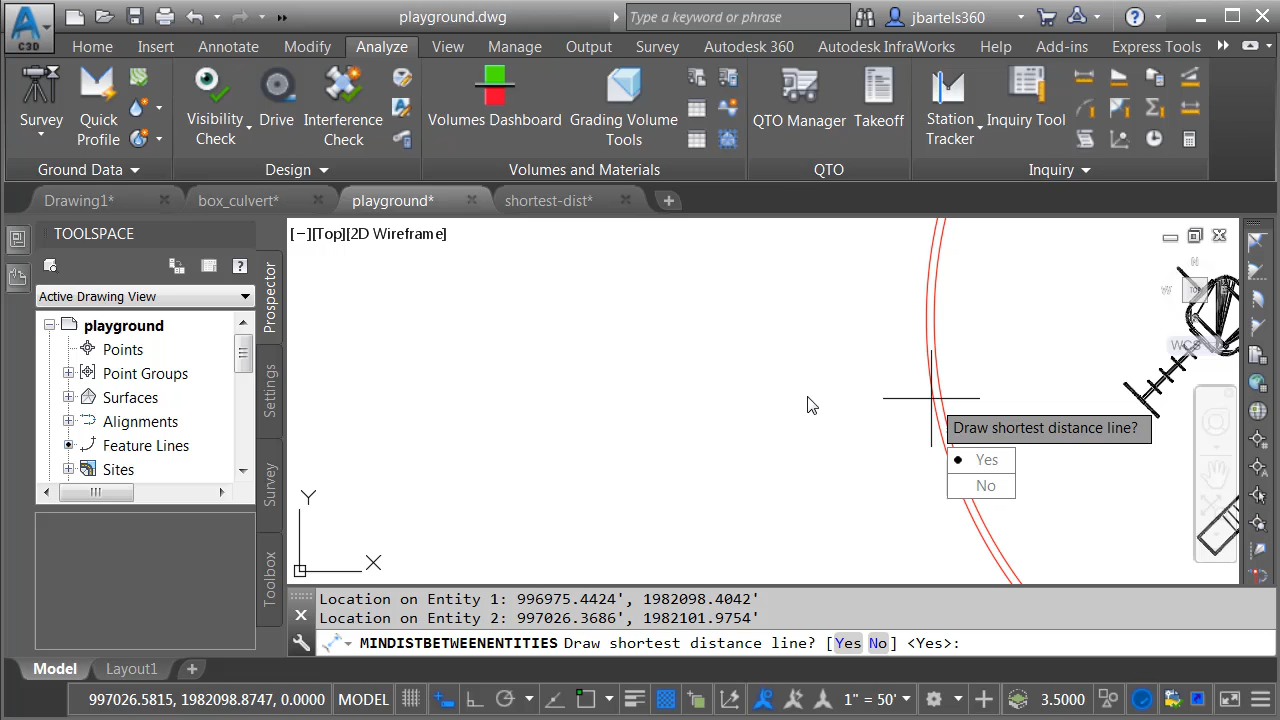 playground.dwg
Type a keyword or phrase
jbartels360
C3D
Home Insert Annotate Modify Analyze View Manage Output Survey Autodesk 360 Autodesk InfraWorks Help Add-ins Express Tools
Survey
Quick
Profile
Visibility
Check
Drive
Interference
Check
Volumes Dashboard
Grading Volume
Tools
QTO Manager
Takeoff
Station
Tracker
Inquiry Tool
Ground Data
Design
Volumes and Materials
QTO
Inquiry
Drawing1*
box_culvert*
playground*
shortest-dist*
TOOLSPACE
Active Drawing View
playground
Points
Point Groups
Surfaces
Alignments
Feature Lines
Sites
Prospector
Settings
Survey
Toolbox
[−][Top][2D Wireframe]
N
W
TOP
WCS
Draw shortest distance line?
Yes
No
Y
X
Location on Entity 1: 996975.4424', 1982098.4042'
Location on Entity 2: 997026.3686', 1982101.9754'
MINDISTBETWEENENTITIES Draw shortest distance line? [Yes No] <Yes>:
Model
Layout1
997026.5815, 1982098.8747, 0.0000
MODEL
1" = 50'
3.5000